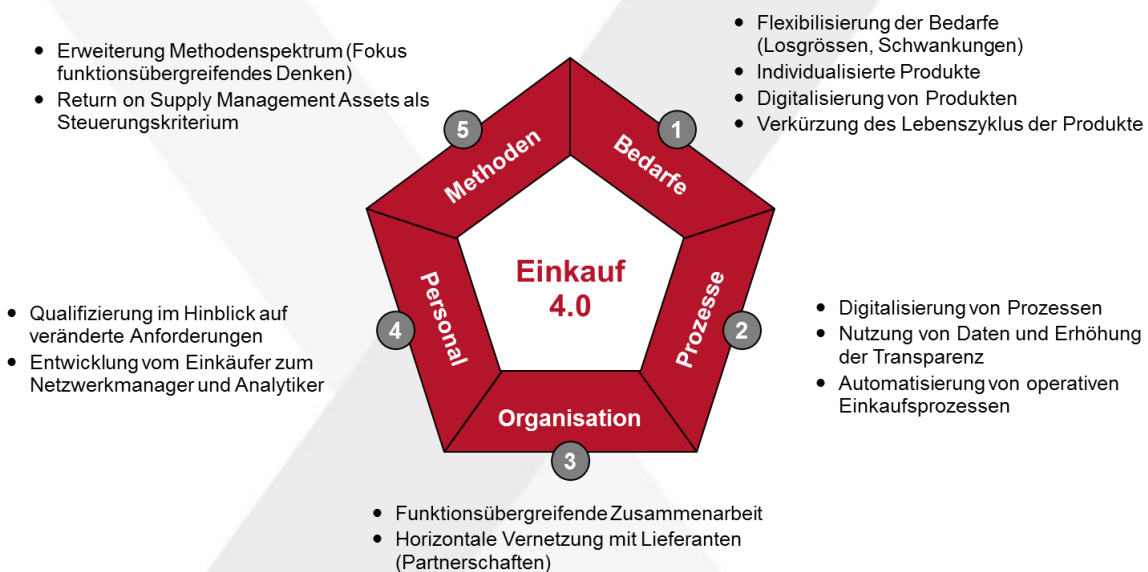 • Flexibilisierung der Bedarfe
(Losgrössen, Schwankungen)
• Individualisierte Produkte
• Digitalisierung von Produkten
• Verkürzung des Lebenszyklus der Produkte
• Erweiterung Methodenspektrum (Fokus
funktionsübergreifendes Denken)
• Return on Supply Management Assets als
Steuerungskriterium
5
1
Methoden
Bedarfe
Einkauf
4.0
Personal
Prozesse
4
2
• Qualifizierung im Hinblick auf
veränderte Anforderungen
• Entwicklung vom Einkäufer zum
Netzwerkmanager und Analytiker
• Digitalisierung von Prozessen
• Nutzung von Daten und Erhöhung
der Transparenz
• Automatisierung von operativen
Einkaufsprozessen
Organisation
3
• Funktionsübergreifende Zusammenarbeit
• Horizontale Vernetzung mit Lieferanten
(Partnerschaften)